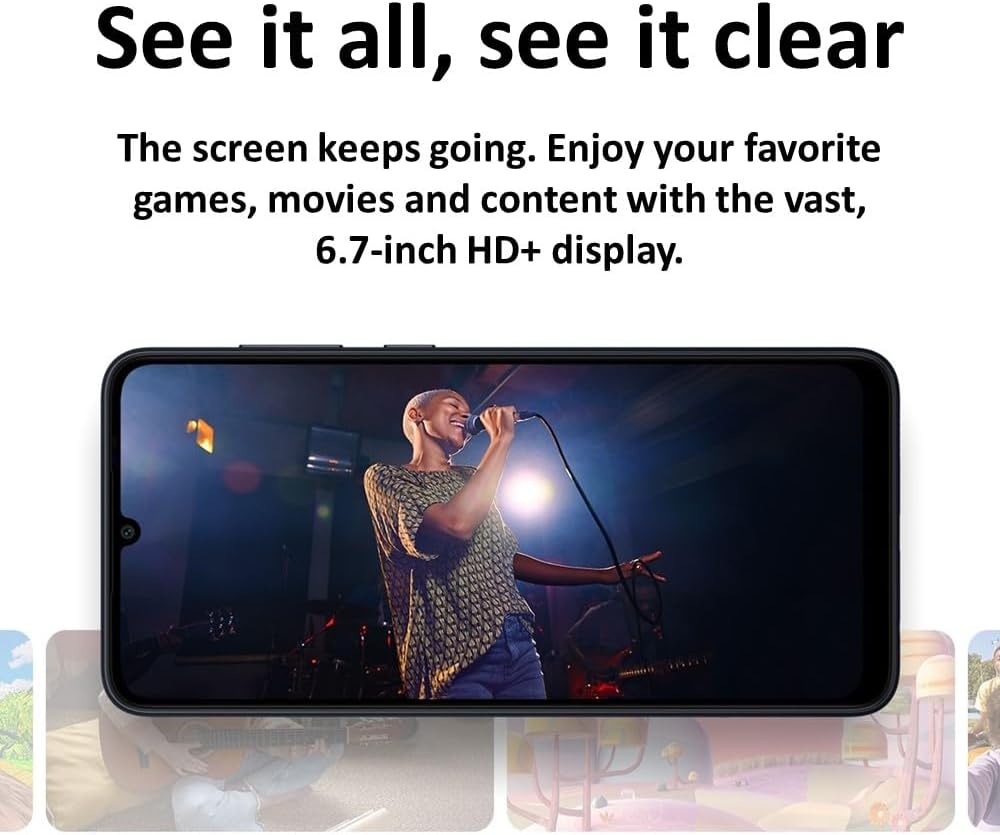 See it all, see it clear
The screen keeps going. Enjoy your favorite
games, movies and content with the vast,
6.7-inch HD+ display.